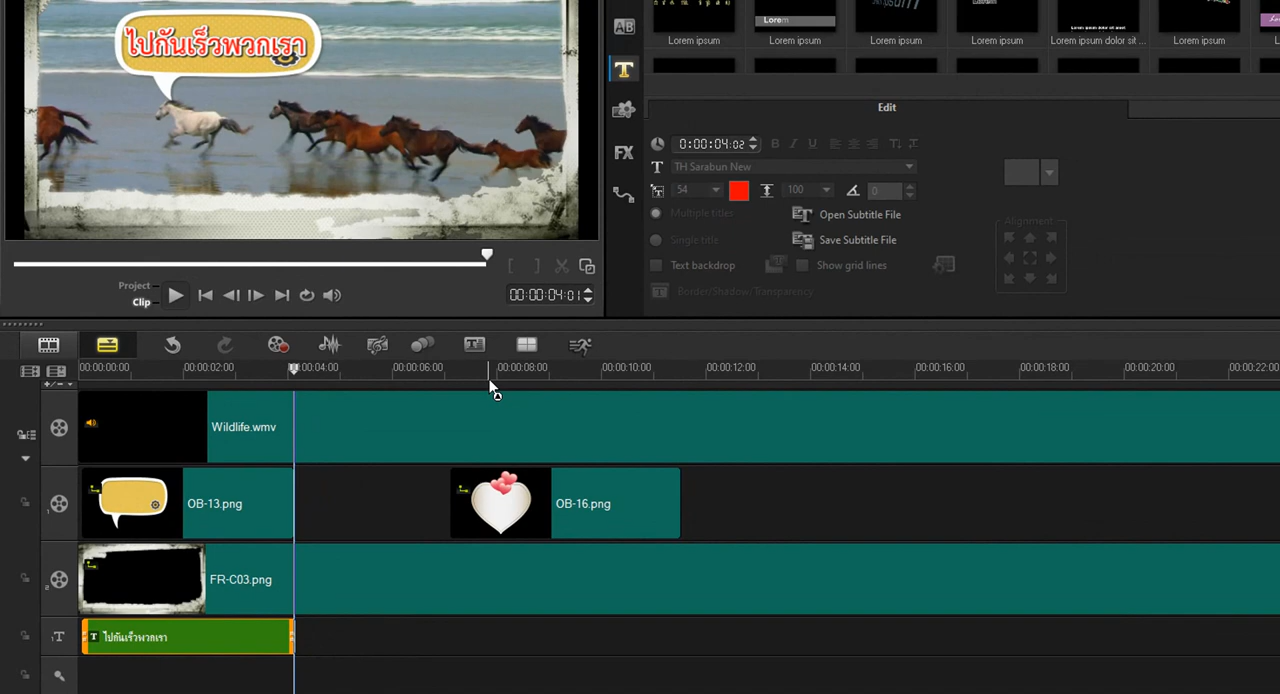 ไปกันเร็วพวกเรา
Lorem
Lorem ipsum
Lorem ipsum
Lorem ipsum
Lorem ipsum
Lorem ipsum dolor sit ...
Lorem ipsum
Lorem ip
AB
T
FX
Edit
0:00:04:02
B I U
T TH Sarabun New
54
100
0
Multiple titles
Open Subtitle File
Single title
Save Subtitle File
Text backdrop
Show grid lines
Border/Shadow/Transparency
Alignment
Project
Clip
00:00:04:01
00:00:00:00
00:00:02:00
00:00:04:00
00:00:06:00
00:00:08:00
00:00:10:00
00:00:12:00
00:00:14:00
00:00:16:00
00:00:18:00
00:00:20:00
00:00:22:00
Wildlife.wmv
1
OB-13.png
OB-16.png
2
FR-C03.png
1T
T ไปกันเร็วพวกเรา